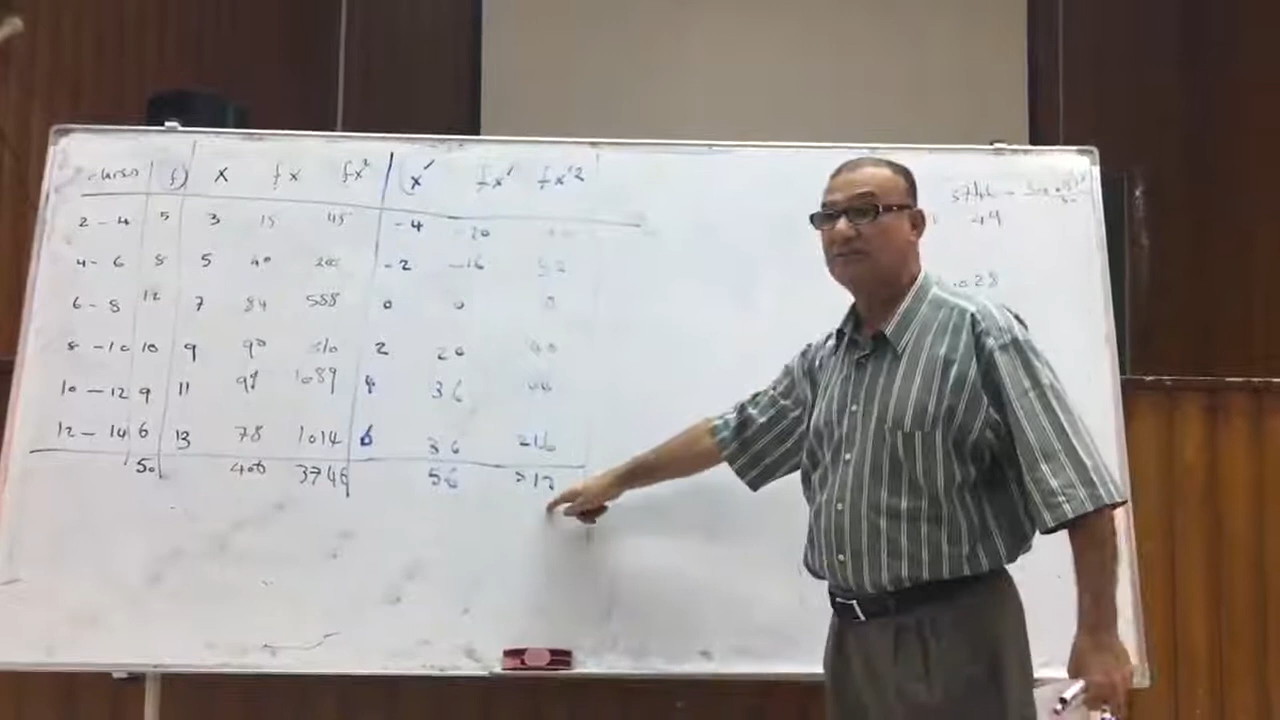 f x fx fx² x' fx' fx'2
2 - 4 5 3 15 45 -4 -20
4 - 6 8 5 40 200 -2 -16 32
6 - 8 12 7 84 588 0 0 0
8 - 10 10 9 90 810 2 20 40
10 - 12 9 11 99 1089 4 36
12 - 14 6 13 78 1014 6 36 216
50 406 3746 56 512
3746 -
49
.028